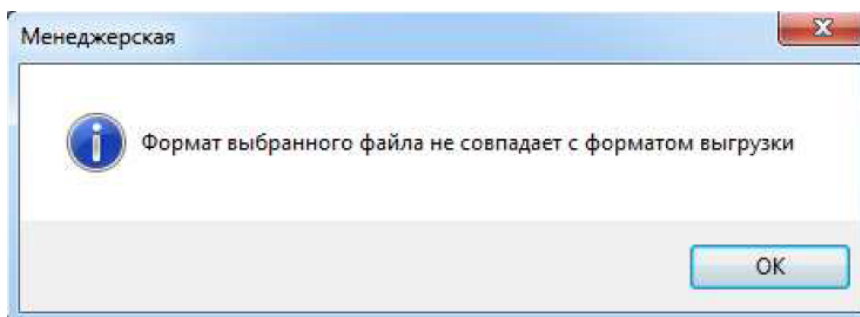 Менеджерская
Формат выбранного файла не совпадает с форматом выгрузки
OK